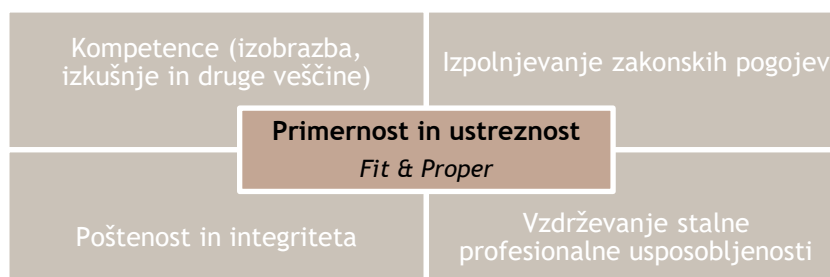 Kompetence (izobrazba,
izkušnje in druge veščine)
Izpolnjevanje zakonskih pogojev
Primernost in ustreznost
Fit & Proper
Poštenost in integriteta
Vzdrževanje stalne
profesionalne usposobljenosti